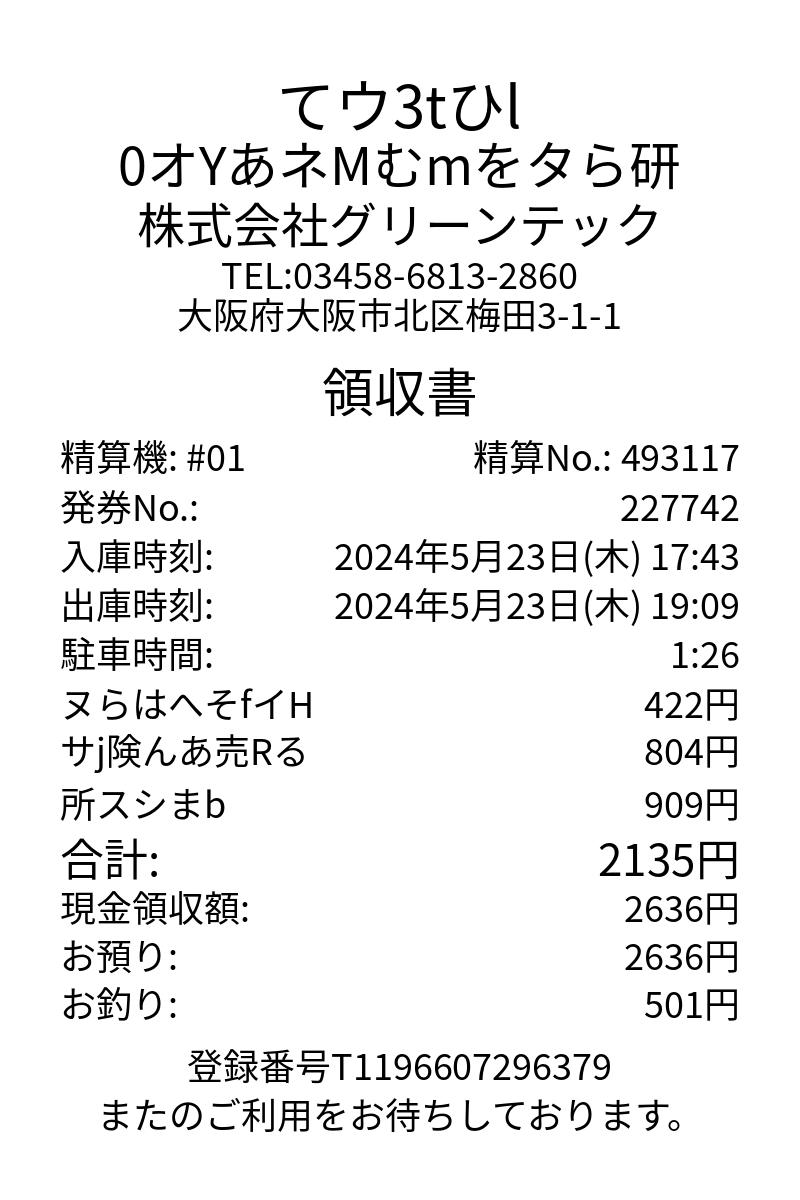 てウ3tひl
0オYあネMむmをタら研
株式会社グリーンテック
TEL:03458-6813-2860
大阪府大阪市北区梅田3-1-1
領収書
精算機: #01 精算No.: 493117
発券No.: 227742
入庫時刻: 2024年5月23日(木) 17:43
出庫時刻: 2024年5月23日(木) 19:09
駐車時間: 1:26
ヌらはへそfイH 422円
サj険んあ売Rる 804円
所スシまb 909円
合計: 2135円
現金領収額: 2636円
お預り: 2636円
お釣り: 501円
登録番号T1196607296379
またのご利用をお待ちしております。